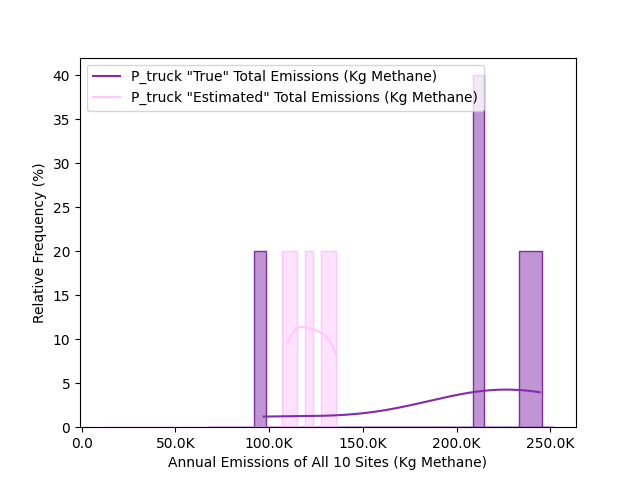 P_truck "True" Total Emissions (Kg Methane)
P_truck "Estimated" Total Emissions (Kg Methane)
40
35
30
25
20
15
10
5
0
Relative Frequency (%)
0.0 50.0K 100.0K 150.0K 200.0K 250.0K
Annual Emissions of All 10 Sites (Kg Methane)